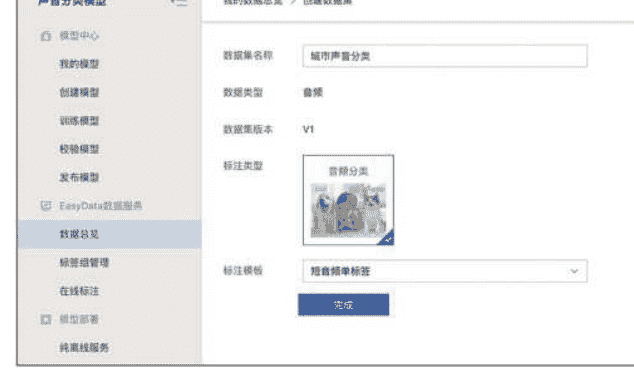 声音分类模型
模型中心
我的模型
创建模型
训练模型
校验模型
发布模型
EasyData数据服务
数据总览
标签组管理
在线标注
模型部署
纯离线服务
我的数据总览 > 创建数据集
数据集名称 城市声音分类
数据类型 音频
数据集版本 V1
标注类型 音频分类
标注模板 短音频单标签
完成